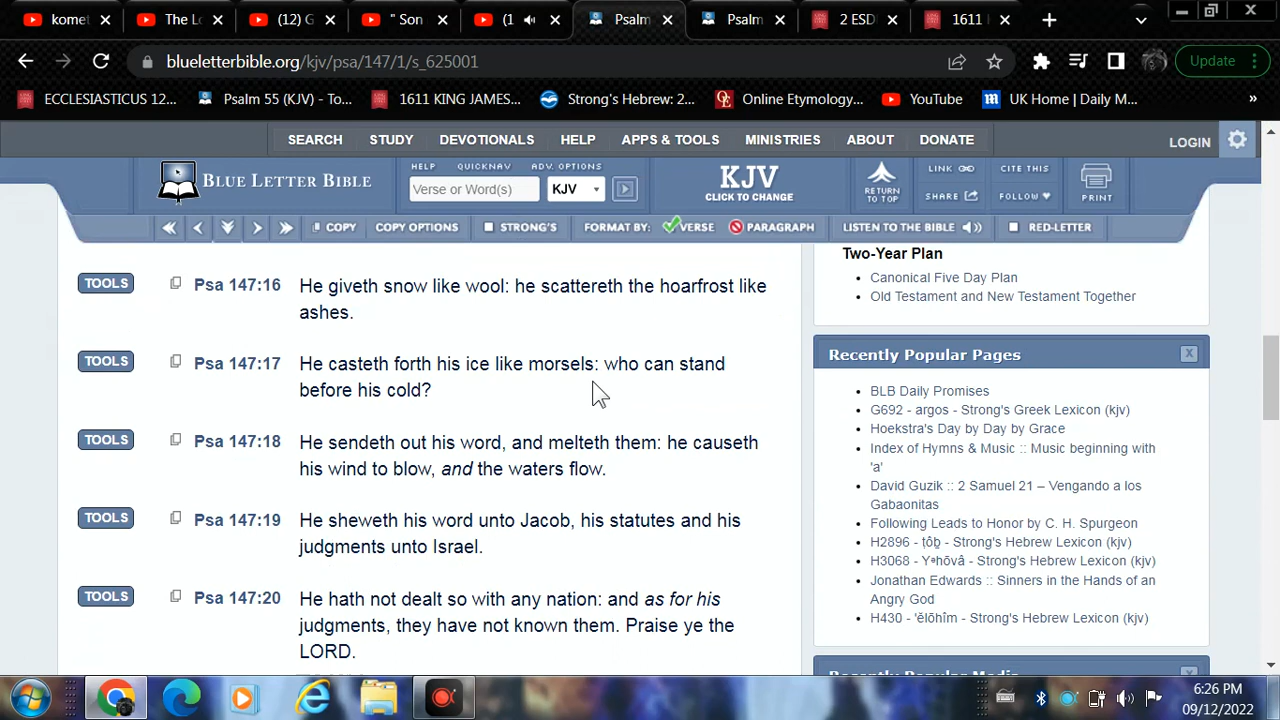 komet
The Lo
(12) G
" Son
(1
Psalm
Psalm
2 ESD
1611
blueletterbible.org/kjv/psa/147/1/s_625001
Update
ECCLESIASTICUS 12...
Psalm 55 (KJV) - To...
1611 KING JAMES...
Strong's Hebrew: 2...
Online Etymology...
YouTube
UK Home | Daily M...
»
SEARCH STUDY DEVOTIONALS HELP APPS & TOOLS MINISTRIES ABOUT DONATE
LOGIN
BLUE LETTER BIBLE
HELP QUICKNAV ADV. OPTIONS
Verse or Word(s)
KJV
KJV
CLICK TO CHANGE
RETURN
TO TOP
LINK
SHARE
CITE THIS
FOLLOW
PRINT
COPY COPY OPTIONS STRONG'S FORMAT BY: VERSE PARAGRAPH LISTEN TO THE BIBLE RED-LETTER
TOOLS Psa 147:16 He giveth snow like wool: he scattereth the hoarfrost like
ashes.
TOOLS Psa 147:17 He casteth forth his ice like morsels: who can stand
before his cold?
TOOLS Psa 147:18 He sendeth out his word, and melteth them: he causeth
his wind to blow, and the waters flow.
TOOLS Psa 147:19 He sheweth his word unto Jacob, his statutes and his
judgments unto Israel.
TOOLS Psa 147:20 He hath not dealt so with any nation: and as for his
judgments, they have not known them. Praise ye the
LORD.
Two-Year Plan
Canonical Five Day Plan
Old Testament and New Testament Together
Recently Popular Pages
BLB Daily Promises
G692 - argos - Strong's Greek Lexicon (kjv)
Hoekstra's Day by Day by Grace
Index of Hymns & Music :: Music beginning with
'a'
David Guzik :: 2 Samuel 21 – Vengando a los
Gabaonitas
Following Leads to Honor by C. H. Spurgeon
H2896 - ṭôḇ - Strong's Hebrew Lexicon (kjv)
H3068 - Yᵊhōvâ - Strong's Hebrew Lexicon (kjv)
Jonathan Edwards :: Sinners in the Hands of an
Angry God
H430 - 'ĕlōhîm - Strong's Hebrew Lexicon (kjv)
Recently Popular Media
6:26 PM
09/12/2022